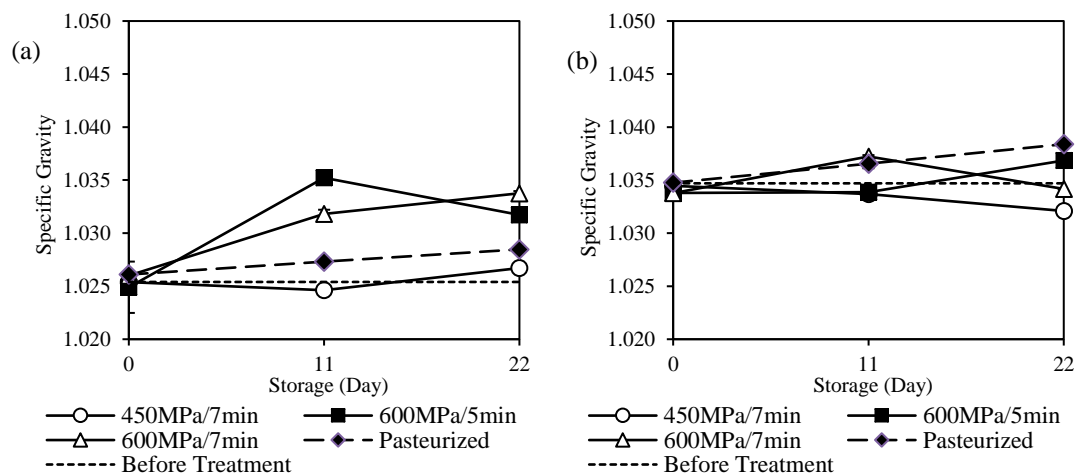 (a)
Specific Gravity
1.050
1.045
1.040
1.035
1.030
1.025
1.020
0 11 22
Storage (Day)
450MPa/7min 600MPa/5min
600MPa/7min Pasteurized
Before Treatment
(b)
Specific Gravity
1.050
1.045
1.040
1.035
1.030
1.025
1.020
0 11 22
Storage (Day)
450MPa/7min 600MPa/5min
600MPa/7min Pasteurized
Before Treatment